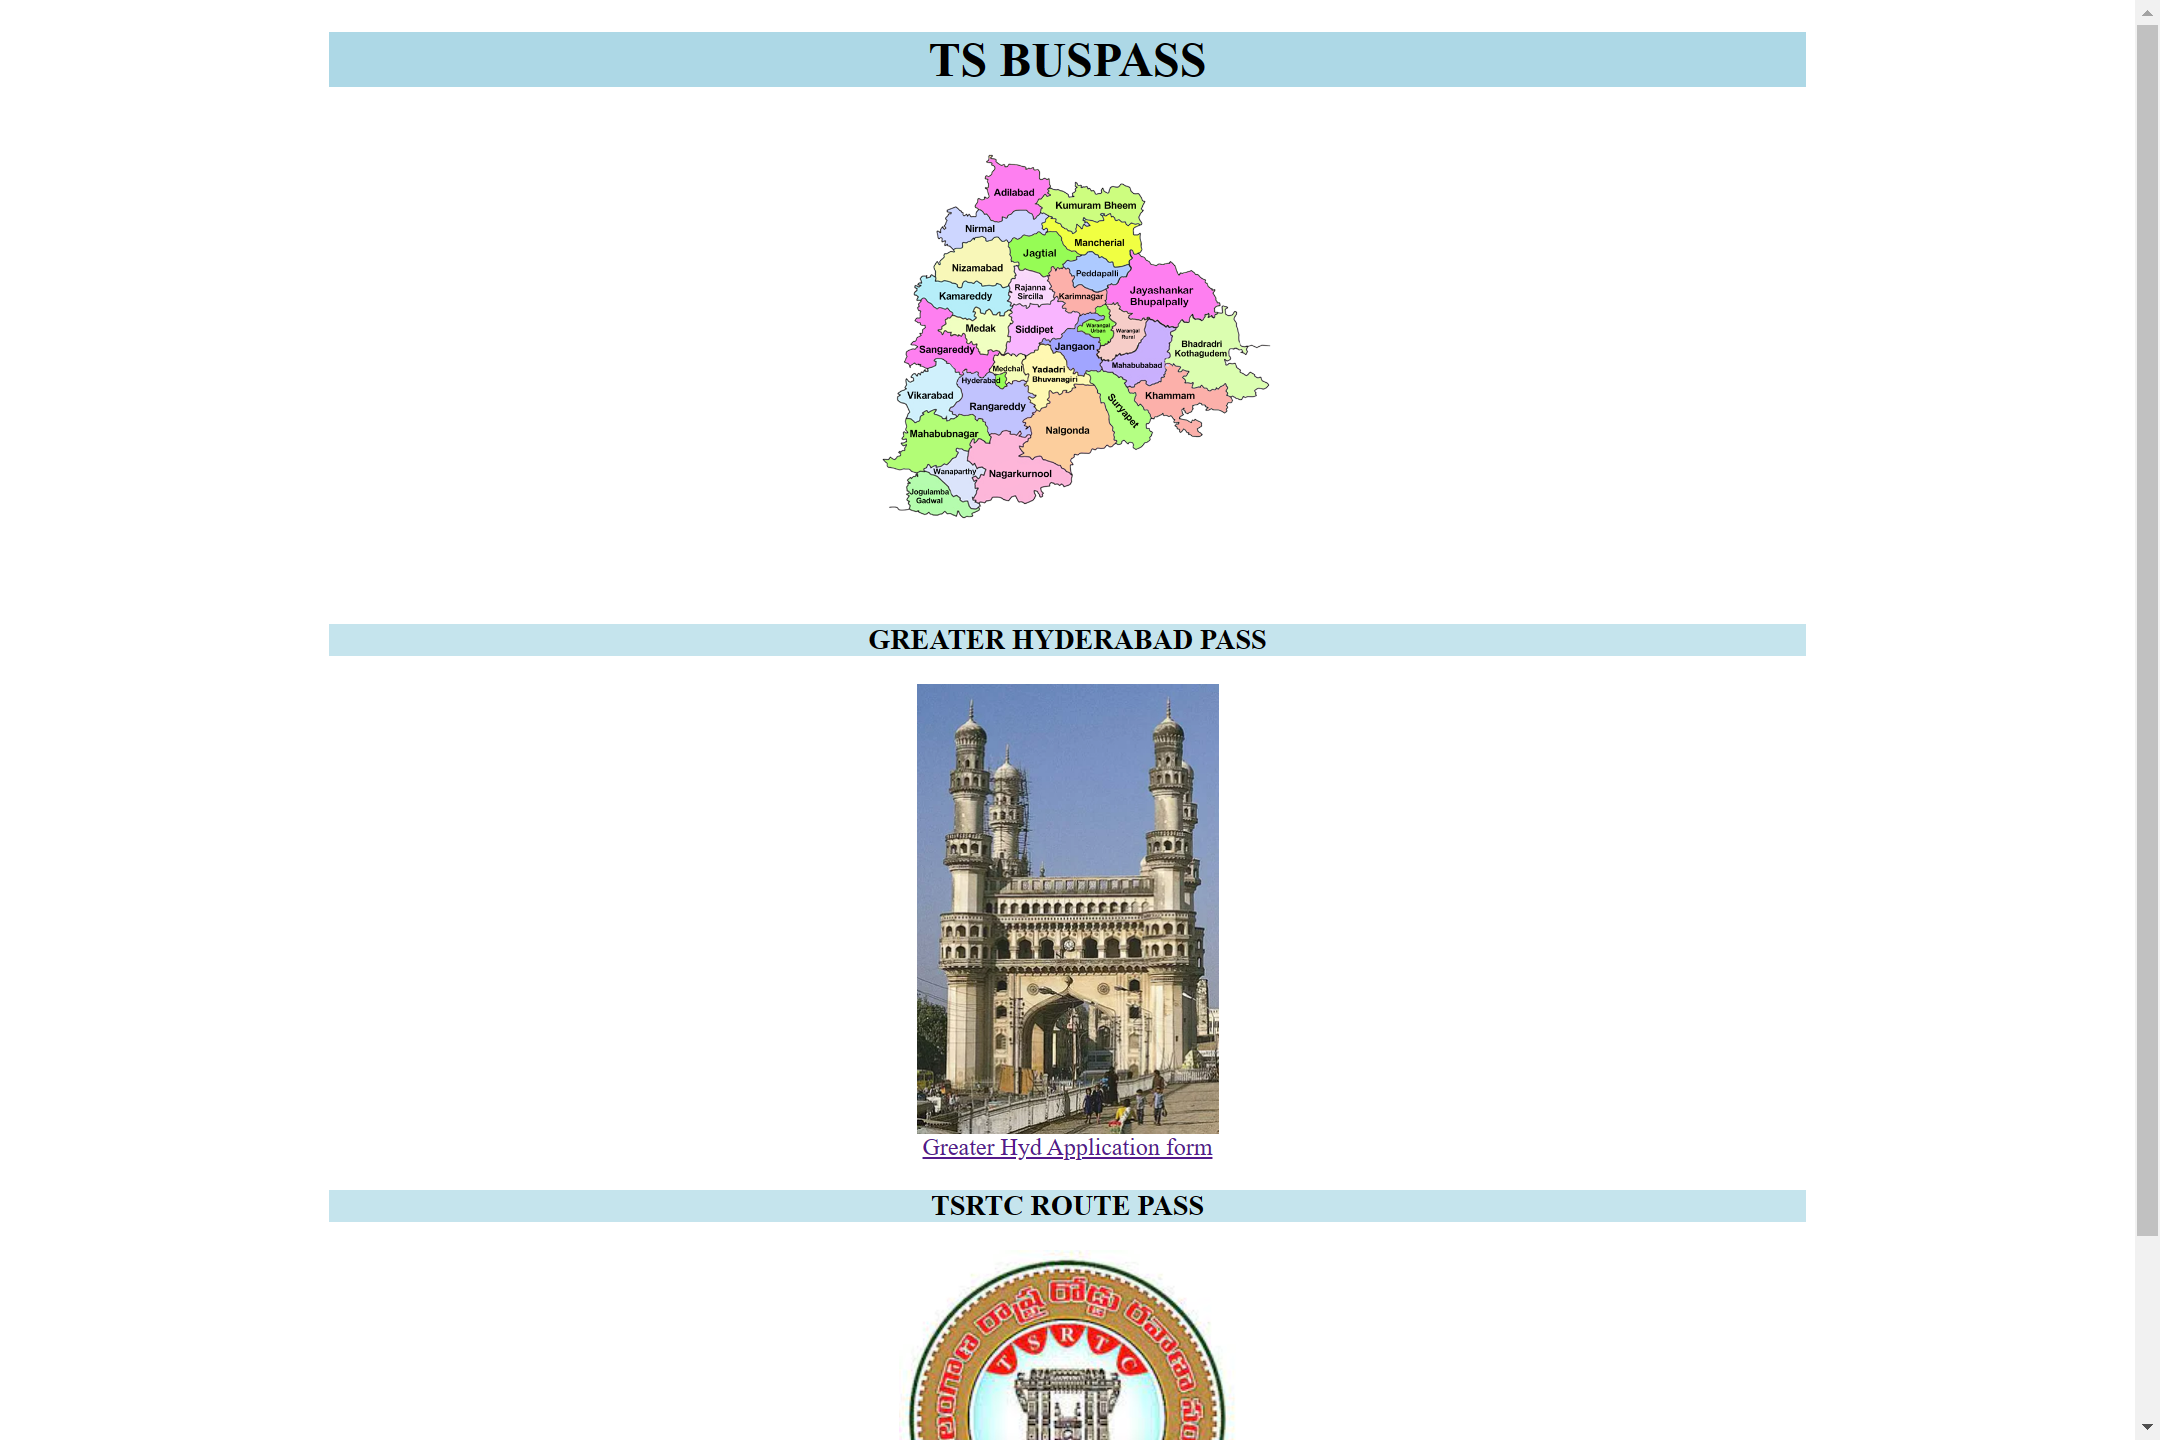 TS BUSPASS
Adilabad
Kumuram Bheem
Nirmal
Mancherial
Jagtial
Nizamabad
Peddapalli
Rajanna
Sircilla
Kamareddy
Karimnagar
Jayashankar
Bhupalpally
Medak
Siddipet
Warangal
Urban
Warangal
Rural
Sangareddy
Jangaon
Bhadradri
Kothagudem
Medchal
Yadadri
Bhuvanagiri
Mahabubabad
Hyderabad
Vikarabad
Rangareddy
Suryapet
Khammam
Mahabubnagar
Nalgonda
Wanaparthy
Nagarkurnool
Jogulamba
Gadwal
GREATER HYDERABAD PASS
Greater Hyd Application form
TSRTC ROUTE PASS
రాష్ట్ర రోడ్డు రవాణా
TSRTC